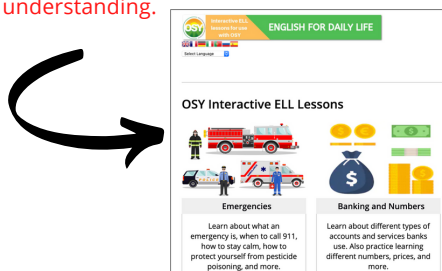 understanding.
OSY
Interactive ELL
lessons for use
with OSY
ENGLISH FOR DAILY LIFE
Select Language
OSY Interactive ELL Lessons
Emergencies
Learn about what an
emergency is, when to call 911,
how to stay calm, how to
protect yourself from pesticide
poisoning, and more.
Banking and Numbers
Learn about different types of
accounts and services banks
use. Also practice learning
different numbers, prices, and
more.